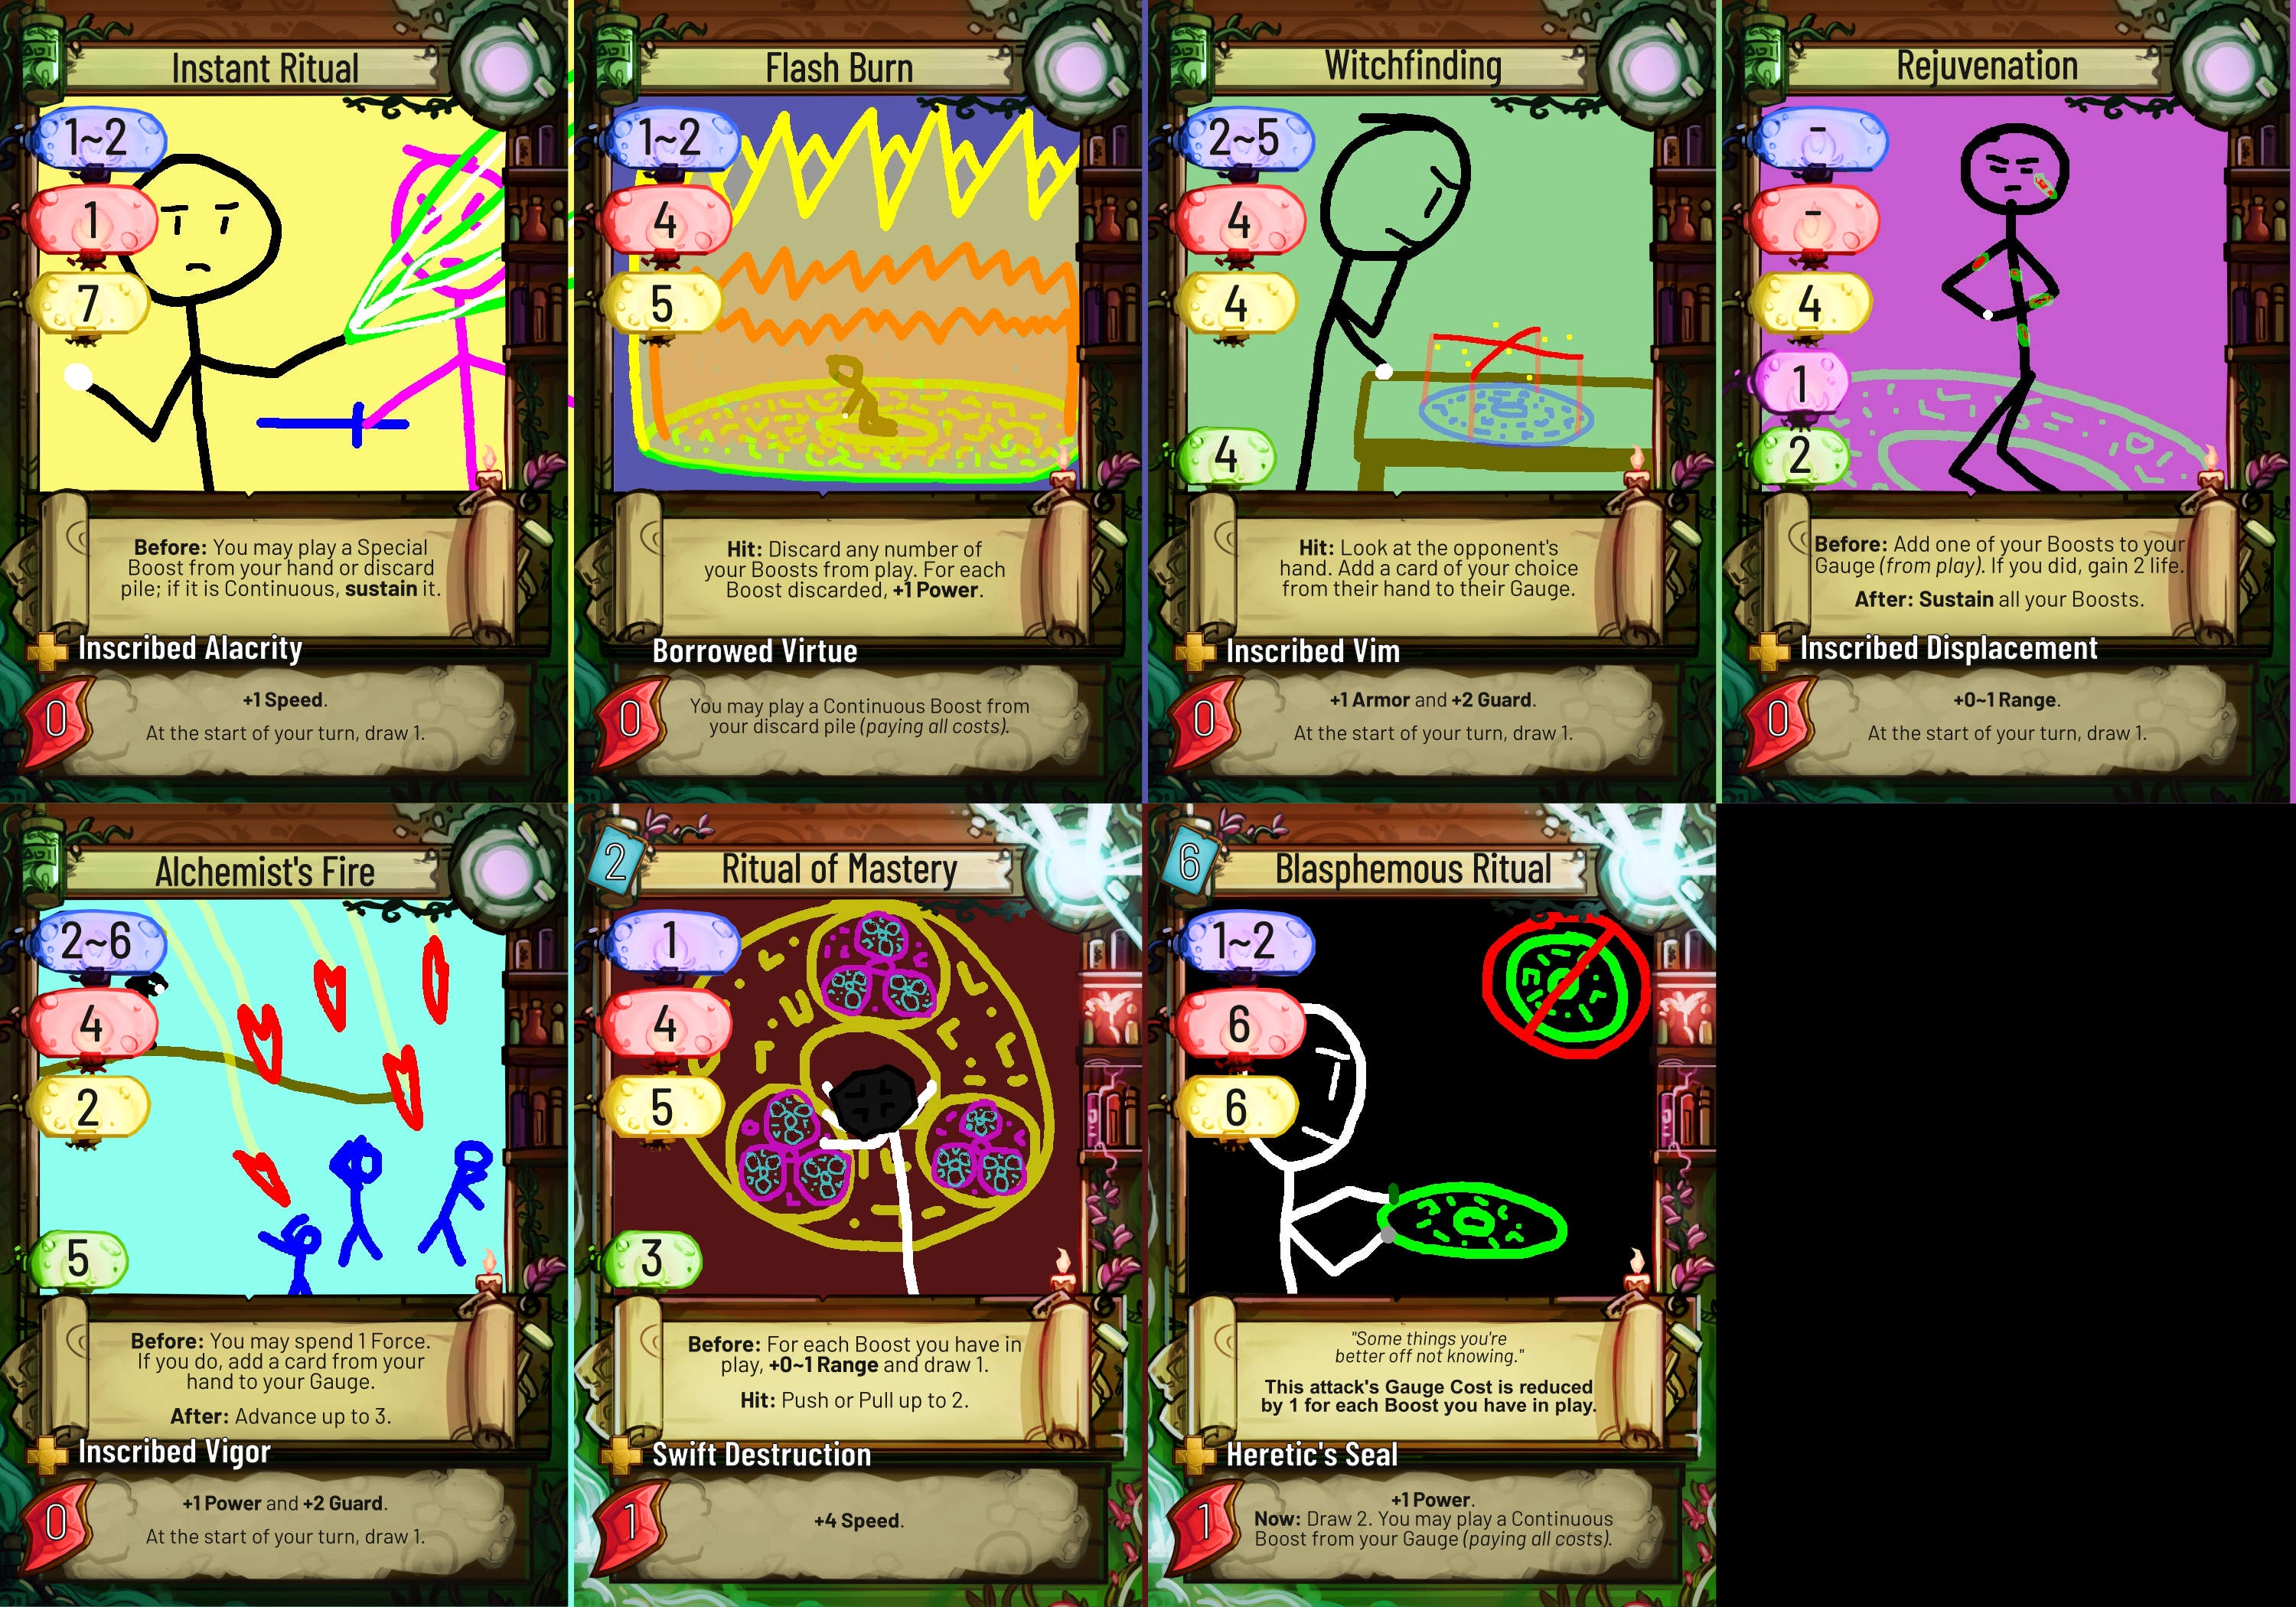 Instant Ritual
1~2
1
7
Before: You may play a Special
Boost from your hand or discard
pile; if it is Continuous, sustain it.
Inscribed Alacrity
0
+1 Speed.
At the start of your turn, draw 1.
Flash Burn
1~2
4
5
Hit: Discard any number of
your Boosts from play. For each
Boost discarded, +1 Power.
Borrowed Virtue
0
You may play a Continuous Boost from
your discard pile (paying all costs).
Witchfinding
2~5
4
4
4
Hit: Look at the opponent's
hand. Add a card of your choice
from their hand to their Gauge.
Inscribed Vim
0
+1 Armor and +2 Guard.
At the start of your turn, draw 1.
Rejuvenation
-
-
4
1
2
Before: Add one of your Boosts to your
Gauge (from play). If you did, gain 2 life.
After: Sustain all your Boosts.
Inscribed Displacement
0
+0~1 Range.
At the start of your turn, draw 1.
Alchemist's Fire
2~6
4
2
5
Before: You may spend 1 Force.
If you do, add a card from your
hand to your Gauge.
After: Advance up to 3.
Inscribed Vigor
0
+1 Power and +2 Guard.
At the start of your turn, draw 1.
2
Ritual of Mastery
1
4
5
3
Before: For each Boost you have in
play, +0~1 Range and draw 1.
Hit: Push or Pull up to 2.
Swift Destruction
1
+4 Speed.
6
Blasphemous Ritual
1~2
6
6
"Some things you're
better off not knowing."
This attack's Gauge Cost is reduced
by 1 for each Boost you have in play.
Heretic's Seal
1
+1 Power.
Now: Draw 2. You may play a Continuous
Boost from your Gauge (paying all costs).